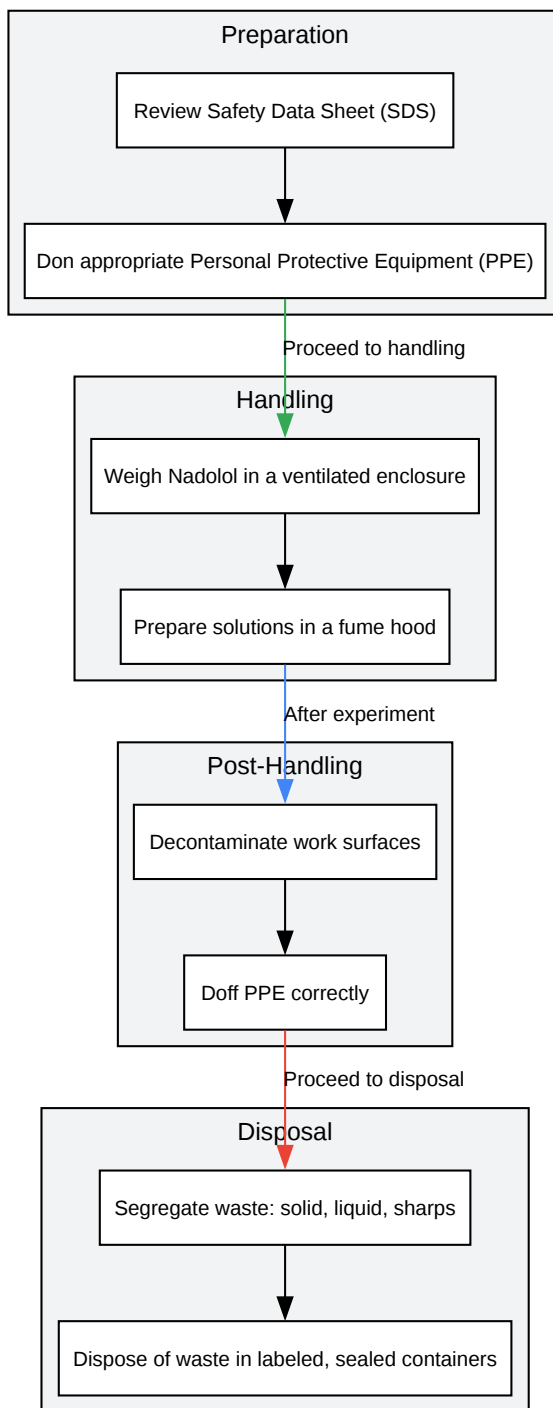 Preparation
Review Safety Data Sheet (SDS)
Don appropriate Personal Protective Equipment (PPE)
Proceed to handling
Handling
Weigh Nadolol in a ventilated enclosure
Prepare solutions in a fume hood
After experiment
Post-Handling
Decontaminate work surfaces
Doff PPE correctly
Proceed to disposal
Disposal
Segregate waste: solid, liquid, sharps
Dispose of waste in labeled, sealed containers